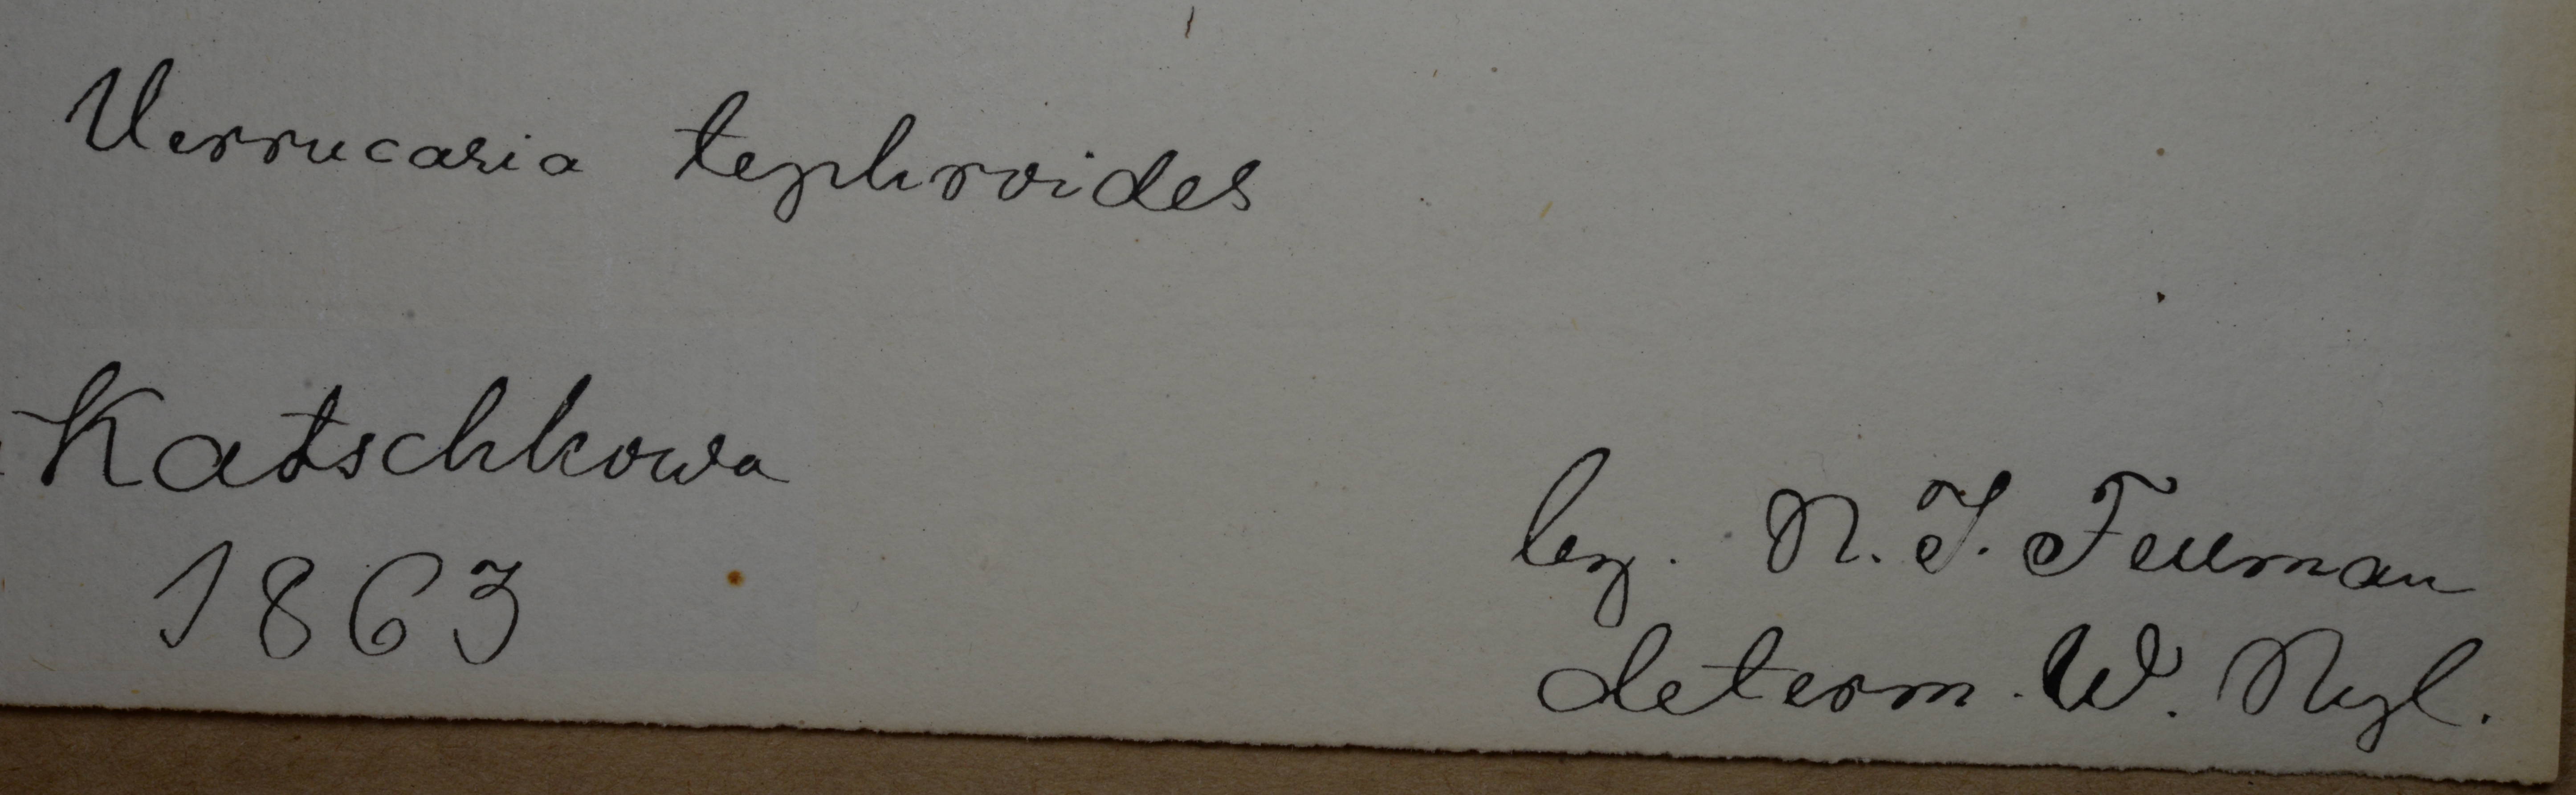 Verrucaria tephroides
Katschkowa
1863
leg. N. I. Fellman
determ. W. Nyl.